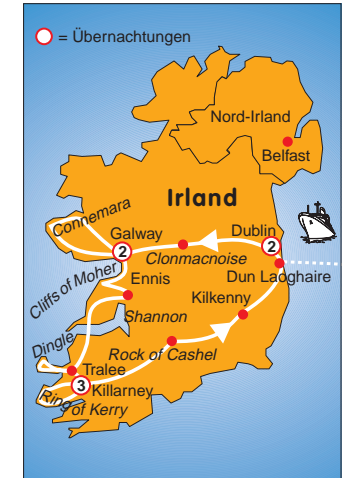 = Übernachtungen
Nord-Irland
Belfast
Irland
Connemara
Galway
Dublin
2
2
Clonmacnoise
Cliffs of Moher
Ennis
Dun Laoghaire
Kilkenny
Shannon
Dingle
Rock of Cashel
Tralee
3
Killarney
Ring of Kerry